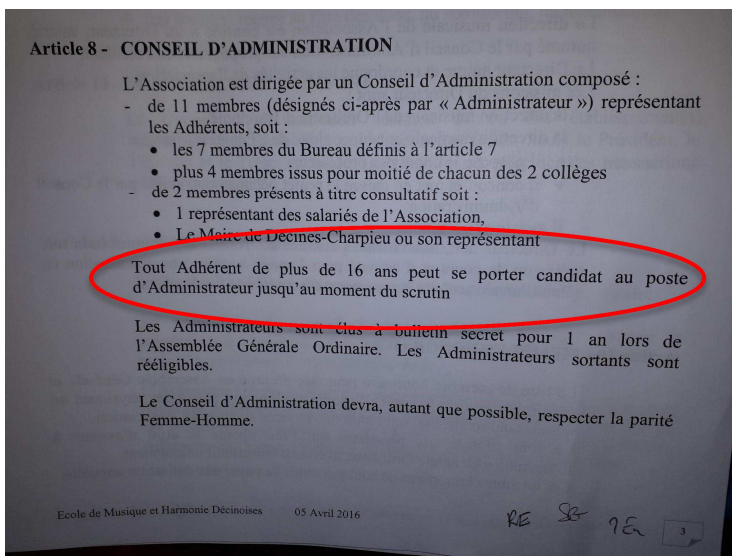 Article 8 - CONSEIL D'ADMINISTRATION
L'Association est dirigée par un Conseil d'Administration composé :
- de 11 membres (désignés ci-après par « Administrateur ») représentant
les Adhérents, soit :
• les 7 membres du Bureau définis à l'article 7
• plus 4 membres issus pour moitié de chacun des 2 collèges
- de 2 membres présents à titre consultatif soit :
• 1 représentant des salariés de l'Association,
• Le Maire de Décines-Charpieu ou son représentant
Tout Adhérent de plus de 16 ans peut se porter candidat au poste
d'Administrateur jusqu'au moment du scrutin
Les Administrateurs sont élus à bulletin secret pour 1 an lors de
l'Assemblée Générale Ordinaire. Les Administrateurs sortants sont
rééligibles.
Le Conseil d'Administration devra, autant que possible, respecter la parité
Femme-Homme.
Ecole de Musique et Harmonie Décinoises 05 Avril 2016
RE SG
3